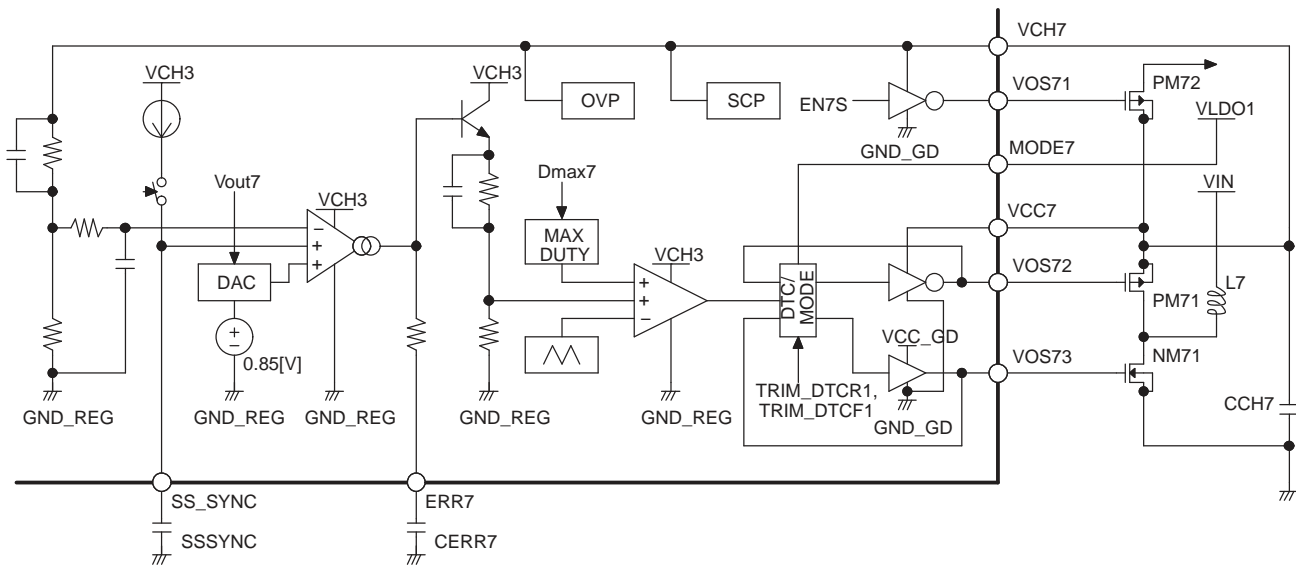 VCH7
VCH3
VCH3
OVP
SCP
EN7S
GND_GD
VOS71
PM72
VLDO1
MODE7
VIN
Vout7
VCH3
Dmax7
MAX
DUTY
VCH3
DTC/
MODE
VCC7
VOS72
PM71
L7
DAC
0.85[V]
VCC_GD
VOS73
NM71
TRIM_DTCR1,
TRIM_DTCF1
GND_GD
CCH7
GND_REG
GND_REG
GND_REG
GND_REG
GND_REG
SS_SYNC
ERR7
SSSYNC
CERR7